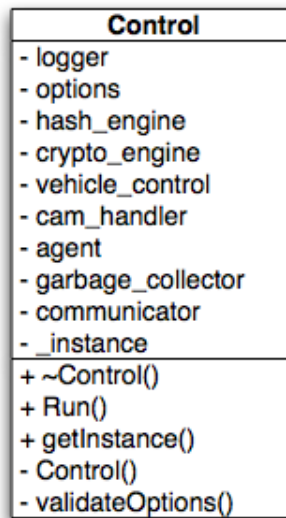 Control
- logger
- options
- hash_engine
- crypto_engine
- vehicle_control
- cam_handler
- agent
- garbage_collector
- communicator
- _instance
+ ~Control()
+ Run()
+ getInstance()
- Control()
- validateOptions()